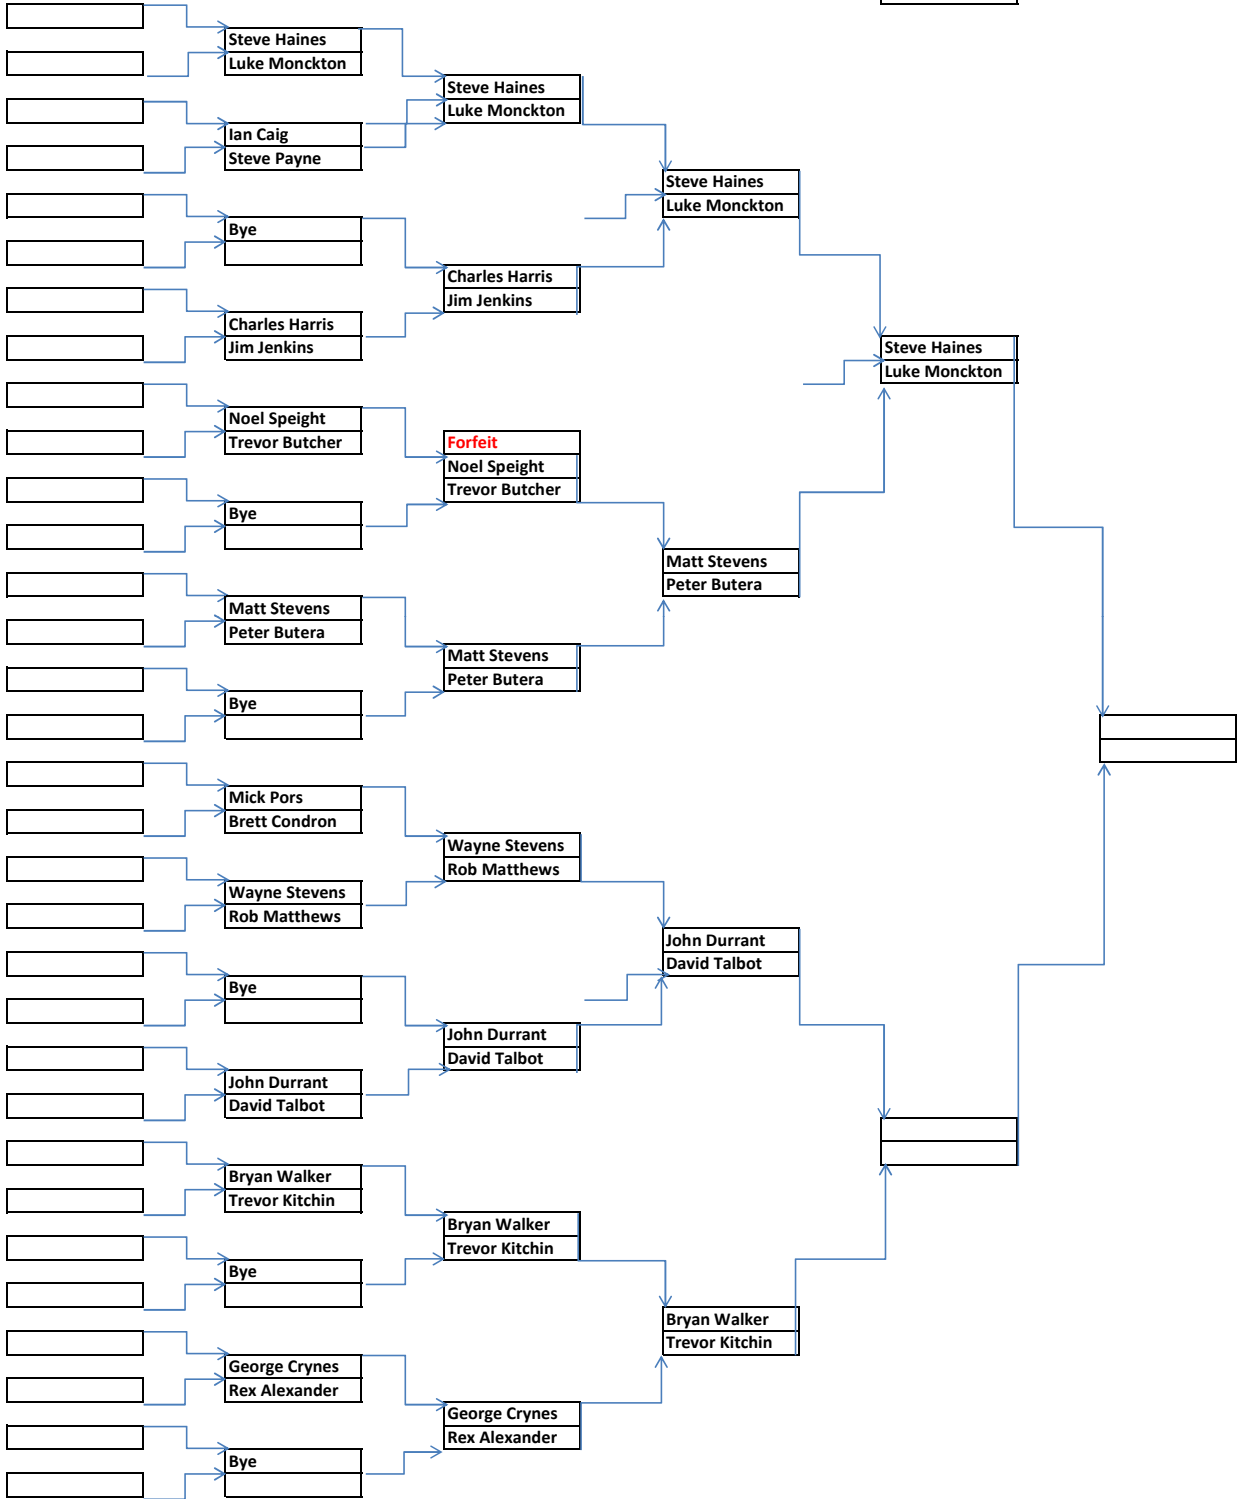 Steve Haines
Luke Monckton
Steve Haines
Luke Monckton
Ian Caig
Steve Payne
Steve Haines
Luke Monckton
Bye
Charles Harris
Jim Jenkins
Charles Harris
Jim Jenkins
Steve Haines
Luke Monckton
Noel Speight
Trevor Butcher
Forfeit
Noel Speight
Trevor Butcher
Bye
Matt Stevens
Peter Butera
Matt Stevens
Peter Butera
Matt Stevens
Peter Butera
Bye
Mick Pors
Brett Condron
Wayne Stevens
Rob Matthews
Wayne Stevens
Rob Matthews
John Durrant
David Talbot
Bye
John Durrant
David Talbot
John Durrant
David Talbot
Bryan Walker
Trevor Kitchin
Bryan Walker
Trevor Kitchin
Bye
Bryan Walker
Trevor Kitchin
George Crynes
Rex Alexander
George Crynes
Rex Alexander
Bye